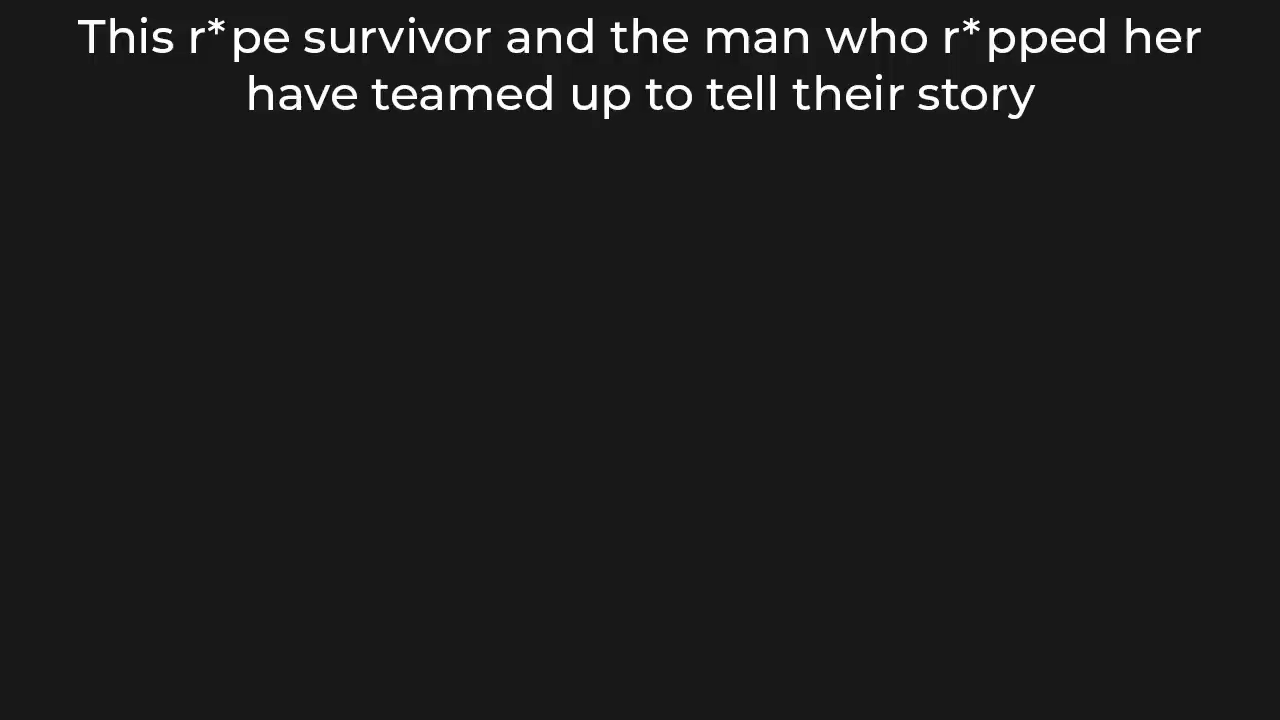 This r*pe survivor and the man who r*pped her
have teamed up to tell their story